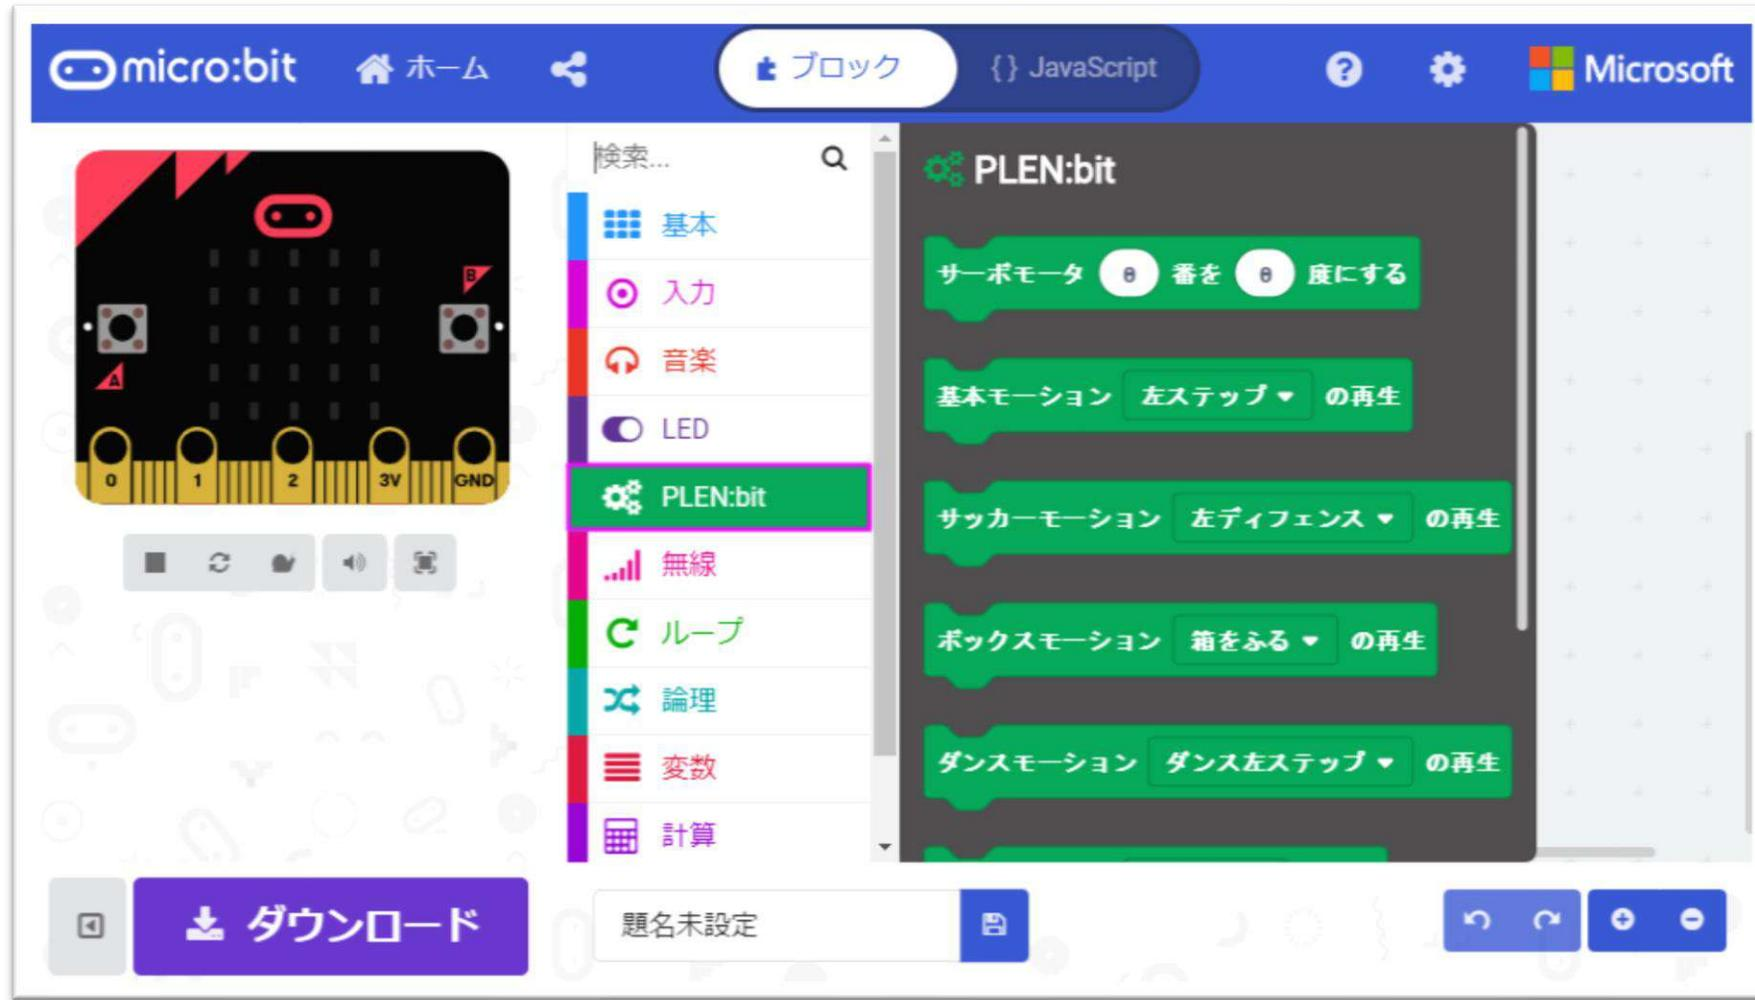 micro:bit ホーム ブロック {} JavaScript ? Microsoft
B
A
0 1 2 3V GND
検索...
基本
入力
音楽
LED
PLEN:bit
無線
ループ
論理
変数
計算
PLEN:bit
サーボモータ 0 番を 0 度にする
基本モーション 左ステップ の再生
サッカーモーション 左ディフェンス の再生
ボックスモーション 箱をふる の再生
ダンスモーション ダンス左ステップ の再生
ダウンロード
題名未設定